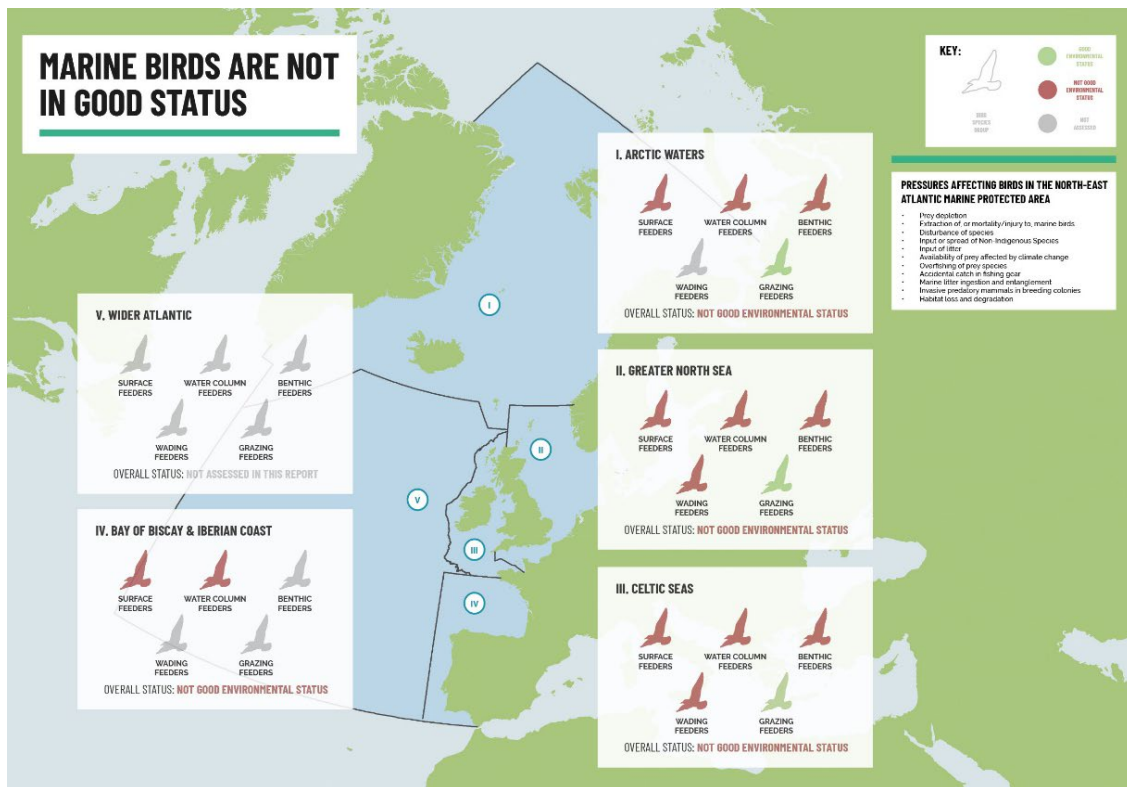 MARINE BIRDS ARE NOT
IN GOOD STATUS
KEY:
BIRD
SPECIES
GROUP
GOOD
ENVIRONMENTAL
STATUS
NOT GOOD
ENVIRONMENTAL
STATUS
NOT
ASSESSED
PRESSURES AFFECTING BIRDS IN THE NORTH-EAST
ATLANTIC MARINE PROTECTED AREA
- Prey depletion
- Extraction of, or mortality/injury to, marine birds
- Disturbance of species
- Input or spread of Non-Indigenous Species
- Input of litter
- Availability of prey affected by climate change
- Overfishing of prey species
- Accidental catch in fishing gear
- Marine litter ingestion and entanglement
- Invasive predatory mammals in breeding colonies
- Habitat loss and degradation
I. ARCTIC WATERS
SURFACE
FEEDERS
WATER COLUMN
FEEDERS
BENTHIC
FEEDERS
WADING
FEEDERS
GRAZING
FEEDERS
OVERALL STATUS: NOT GOOD ENVIRONMENTAL STATUS
II. GREATER NORTH SEA
SURFACE
FEEDERS
WATER COLUMN
FEEDERS
BENTHIC
FEEDERS
WADING
FEEDERS
GRAZING
FEEDERS
OVERALL STATUS: NOT GOOD ENVIRONMENTAL STATUS
III. CELTIC SEAS
SURFACE
FEEDERS
WATER COLUMN
FEEDERS
BENTHIC
FEEDERS
WADING
FEEDERS
GRAZING
FEEDERS
OVERALL STATUS: NOT GOOD ENVIRONMENTAL STATUS
V. WIDER ATLANTIC
SURFACE
FEEDERS
WATER COLUMN
FEEDERS
BENTHIC
FEEDERS
WADING
FEEDERS
GRAZING
FEEDERS
OVERALL STATUS: NOT ASSESSED IN THIS REPORT
IV. BAY OF BISCAY & IBERIAN COAST
SURFACE
FEEDERS
WATER COLUMN
FEEDERS
BENTHIC
FEEDERS
WADING
FEEDERS
GRAZING
FEEDERS
OVERALL STATUS: NOT GOOD ENVIRONMENTAL STATUS
I
II
V
III
IV